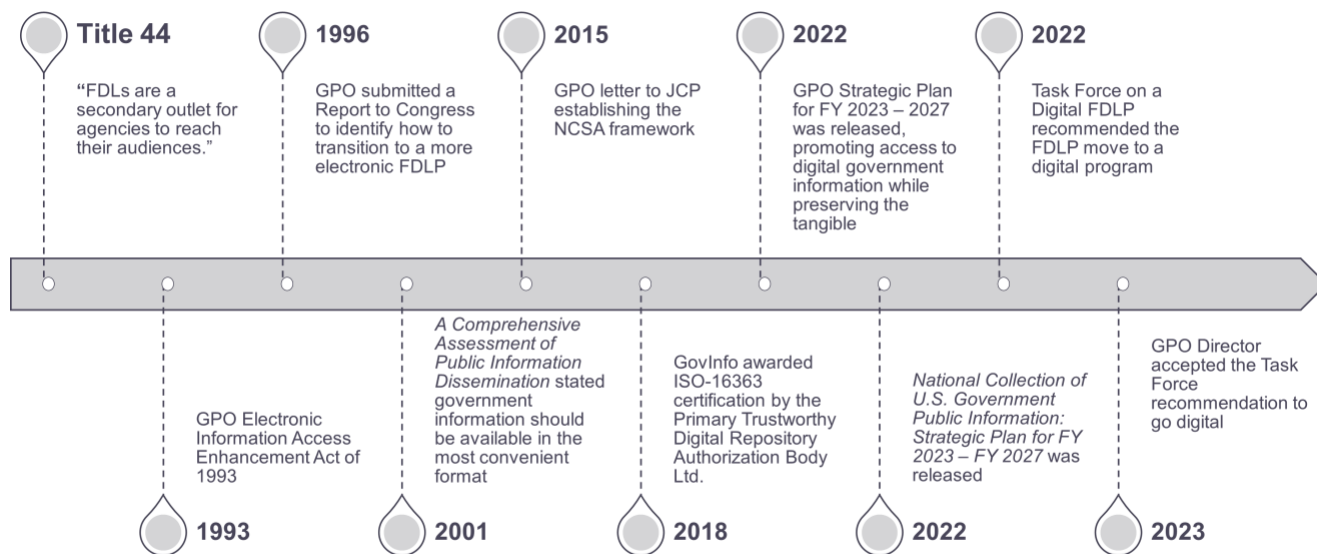 Title 44
“FDLs are a
secondary outlet for
agencies to reach
their audiences.”
1996
GPO submitted a
Report to Congress
to identify how to
transition to a more
electronic FDLP
2015
GPO letter to JCP
establishing the
NCSA framework
2022
GPO Strategic Plan
for FY 2023 – 2027
was released,
promoting access to
digital government
information while
preserving the
tangible
2022
Task Force on a
Digital FDLP
recommended the
FDLP move to a
digital program
GPO Electronic
Information Access
Enhancement Act of
1993
1993
A Comprehensive
Assessment of
Public Information
Dissemination stated
government
information should
be available in the
most convenient
format
2001
GovInfo awarded
ISO-16363
certification by the
Primary Trustworthy
Digital Repository
Authorization Body
Ltd.
2018
National Collection of
U.S. Government
Public Information:
Strategic Plan for FY
2023 – FY 2027 was
released
2022
GPO Director
accepted the Task
Force
recommendation to
go digital
2023